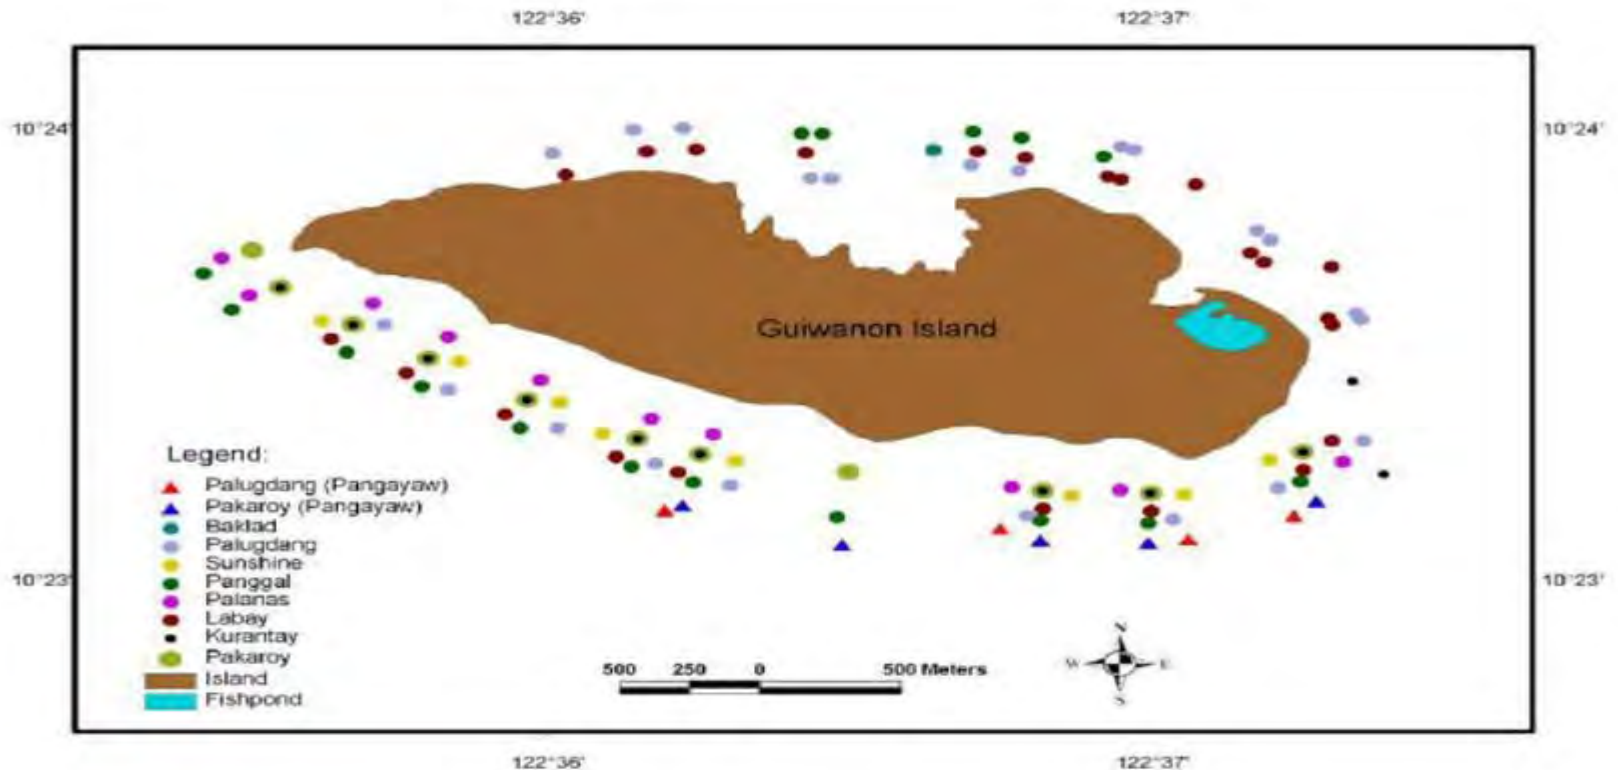 122°36' 122°37'
10°24' 10°24'
Guiwanon Island
Legend:
Palugdang (Pangayaw)
Pakaroy (Pangayaw)
Baklad
Palugdang
Sunshine
Panggal
Palanas
Labay
Kurantay
Pakaroy
Island
Fishpond
10°23' 10°23'
500 250 0 500 Meters
N
W E
S
122°36' 122°37'